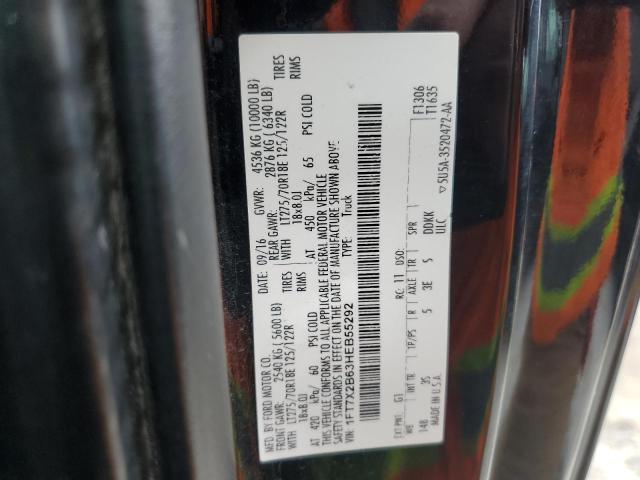 MFD. BY FORD MOTOR CO.
DATE: 09/16 GVWR: 4536 KG (10000 LB)
FRONT GAWR: 2540 KG ( 5600 LB) REAR GAWR: 2876 KG ( 6340 LB)
WITH LT275/70R18E 125/122R TIRES WITH LT275/70R18E 125/122R TIRES
18x8.0J RIMS 18x8.0J RIMS
AT 420 kPa/ 60 PSI COLD AT 450 kPa/ 65 PSI COLD
THIS VEHICLE CONFORMS TO ALL APPLICABLE FEDERAL MOTOR VEHICLE
SAFETY STANDARDS IN EFFECT ON THE DATE OF MANUFACTURE SHOWN ABOVE.
VIN: 1FT7X2B63HEB55292 TYPE: Truck
EXT PNT: G1 RC: 11 DSO: F1306
WB INT TR TP/PS R AXLE TR SPR T1635
148 3S 5 3E S DDKK
ULC
MADE IN U.S.A. 5U5A-3520472-AA